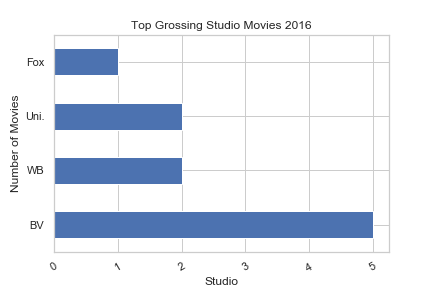 Top Grossing Studio Movies 2016
Number of Movies
Fox
Uni.
WB
BV
0 1 2 3 4 5
Studio